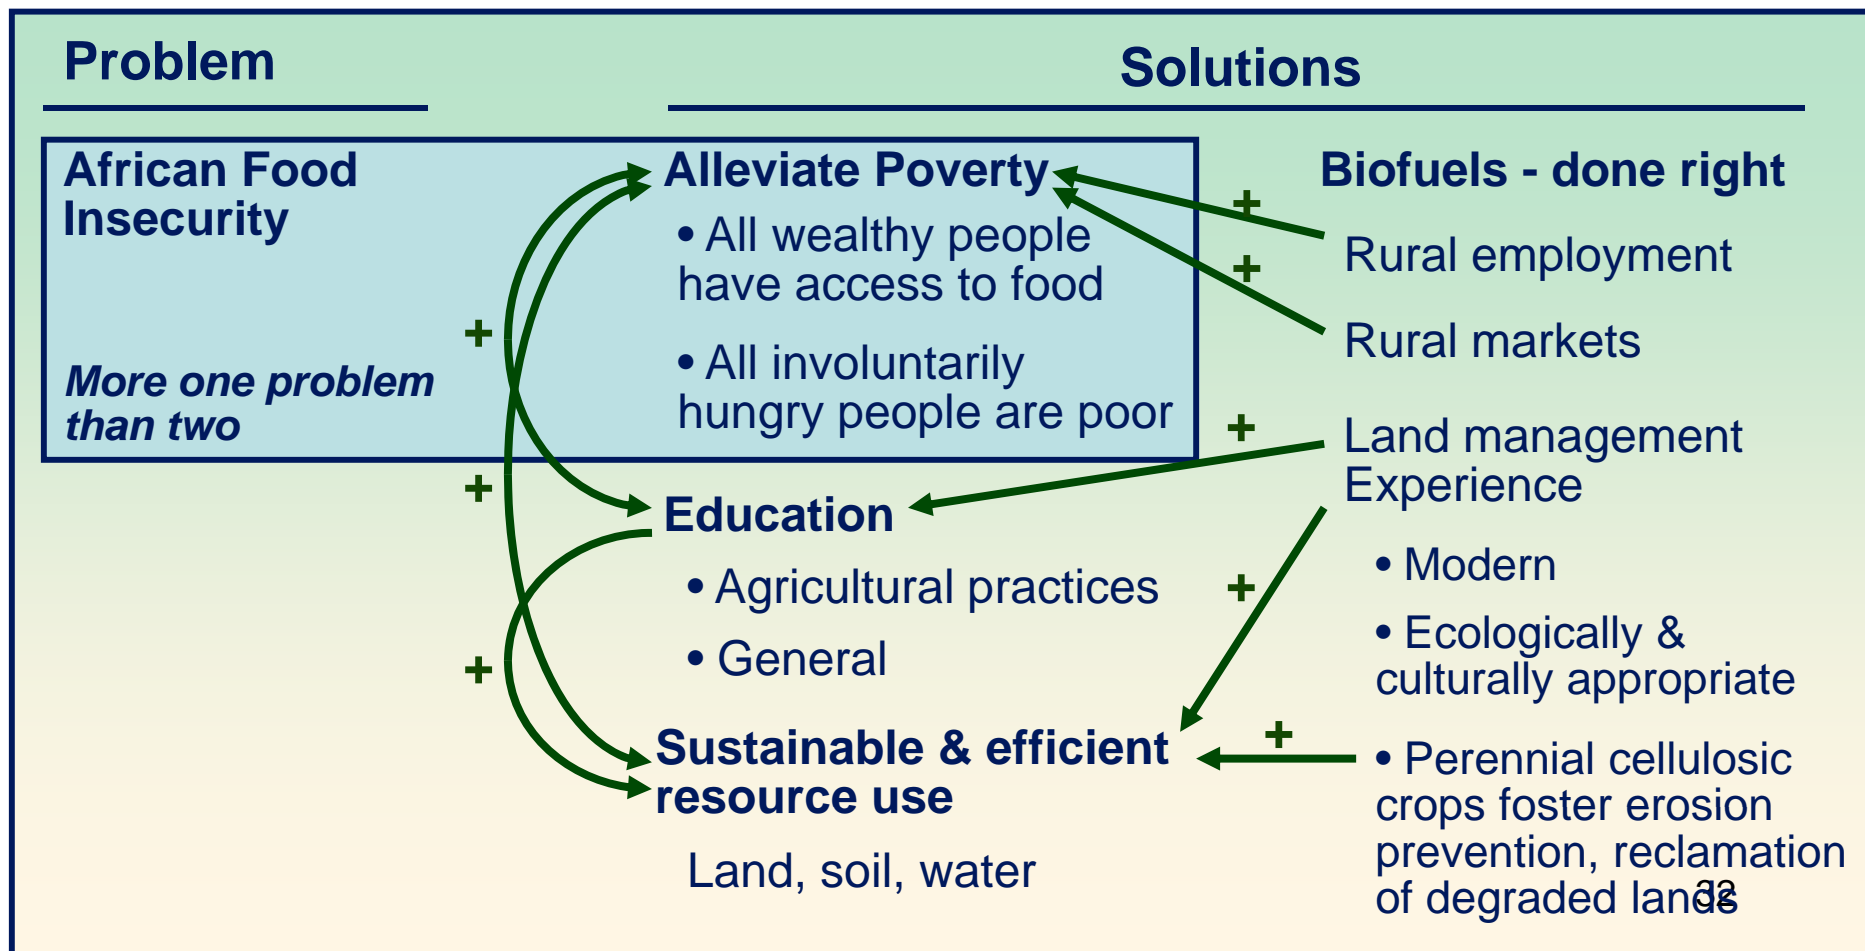 Problem
Solutions
African Food
Insecurity
More one problem
than two
Alleviate Poverty
• All wealthy people
have access to food
• All involuntarily
hungry people are poor
Education
• Agricultural practices
• General
Sustainable & efficient
resource use
Land, soil, water
Biofuels - done right
Rural employment
Rural markets
Land management
Experience
• Modern
• Ecologically &
culturally appropriate
• Perennial cellulosic
crops foster erosion
prevention, reclamation
of degraded lands
32
+
+
+
+
+
+
+
+